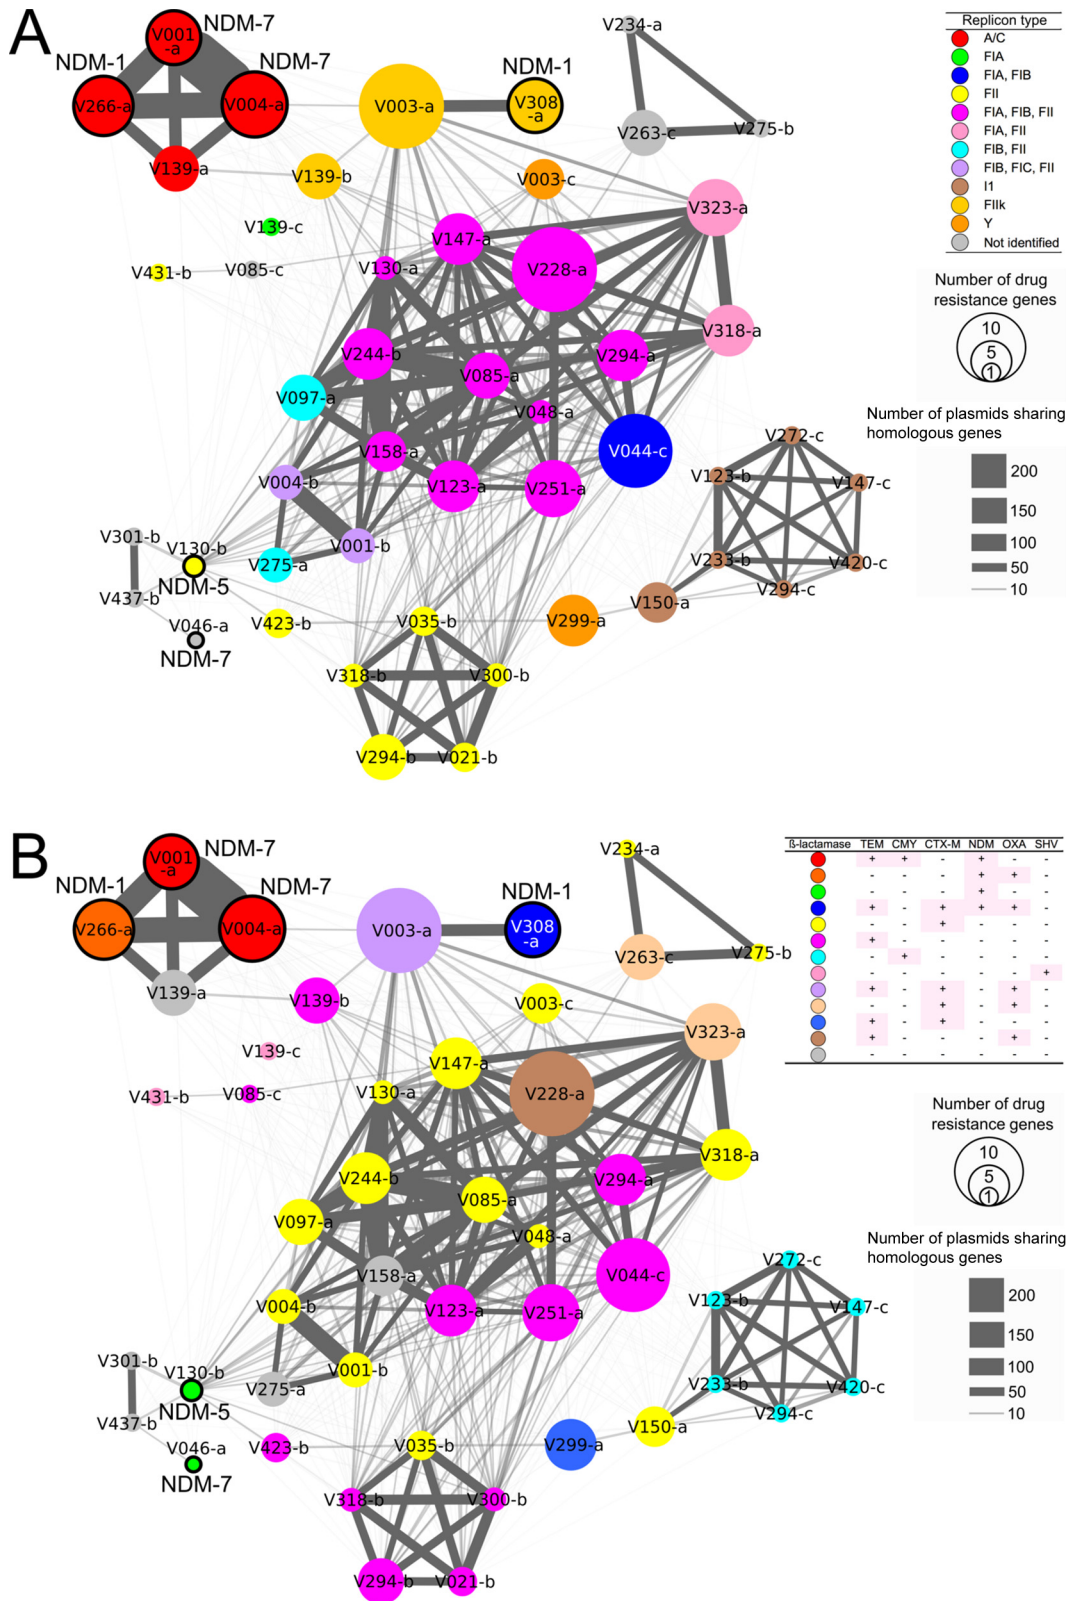 A
V001
-a
NDM-7
NDM-1
NDM-7
V266-a
V004-a
V139-a
V003-a
NDM-1
V308
-a
V234-a
V263-c
V275-b
V139-b
V003-c
V323-a
V139-c
V147-a
V431-b
V085-c
V130-a
V228-a
V318-a
V244-b
V294-a
V085-a
V097-a
V048-a
V158-a
V044-c
V004-b
V123-a
V251-a
V272-c
V123-b
V147-c
V301-b
V130-b
V001-b
NDM-5
V275-a
V233-b
V420-c
V437-b
V294-c
V046-a
V423-b
V035-b
V299-a
V150-a
NDM-7
V318-b
V300-b
V294-b
V021-b
Replicon type
A/C
FIA
FIA, FIB
FII
FIA, FIB, FII
FIA, FII
FIB, FII
FIB, FIC, FII
I1
FIIk
Y
Not identified
Number of drug
resistance genes
10
5
1
Number of plasmids sharing
homologous genes
200
150
100
50
10
B
V001
-a
NDM-7
NDM-1
NDM-7
V266-a
V004-a
V139-a
V003-a
NDM-1
V308
-a
V234-a
V263-c
V275-b
V139-b
V003-c
V323-a
V139-c
V147-a
V431-b
V085-c
V130-a
V228-a
V318-a
V244-b
V294-a
V085-a
V097-a
V048-a
V158-a
V044-c
V004-b
V123-a
V251-a
V272-c
V123-b
V147-c
V301-b
V130-b
V001-b
NDM-5
V275-a
V233-b
V420-c
V437-b
V294-c
V046-a
V423-b
V035-b
V299-a
V150-a
NDM-7
V318-b
V300-b
V294-b
V021-b
ß-lactamase TEM CMY CTX-M NDM OXA SHV
+ + - + - -
- - - + + -
- - - + - -
+ - + + + -
- - + - - -
+ - - - - -
- + - - - -
- - - - - +
+ - + - + -
- - + - + -
+ - + - - -
+ - - - + -
- - - - - -
Number of drug
resistance genes
10
5
1
Number of plasmids sharing
homologous genes
200
150
100
50
10